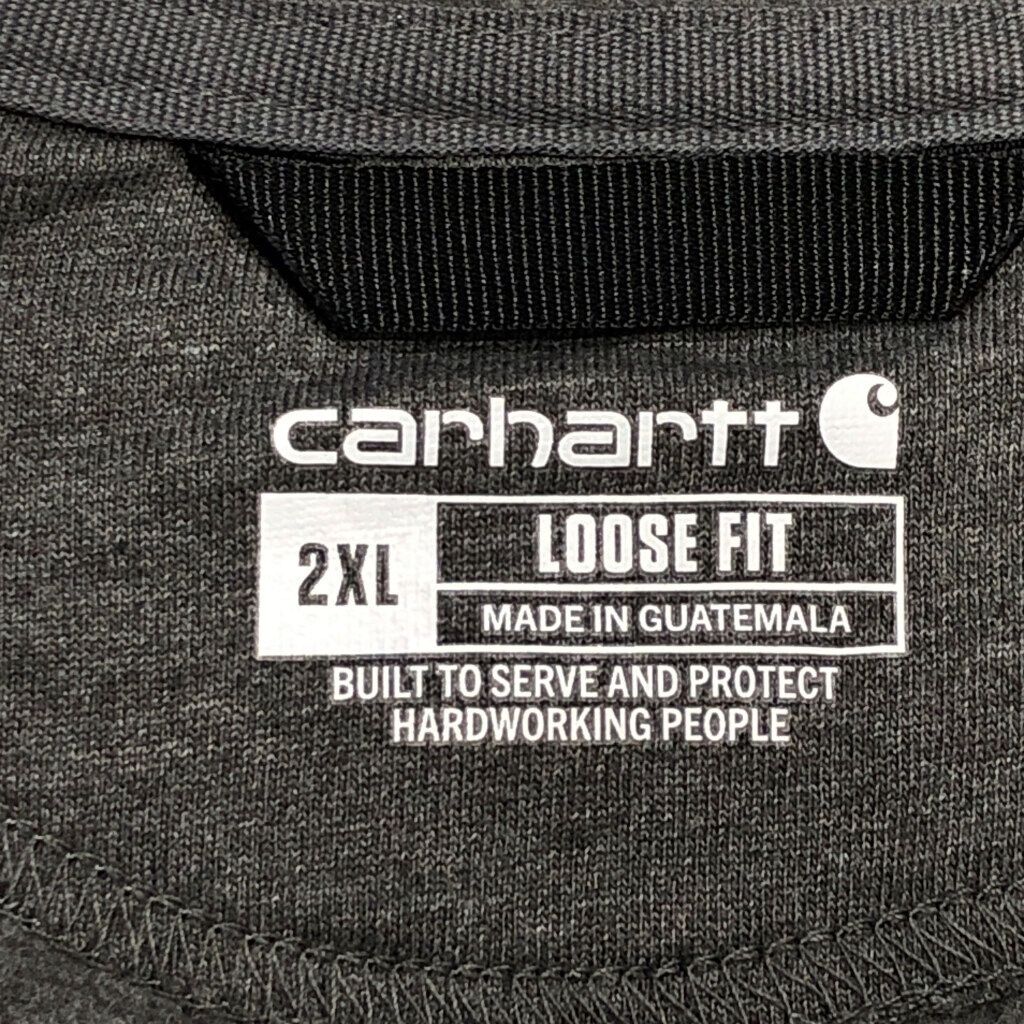 carhartt
2XL
LOOSE FIT
MADE IN GUATEMALA
BUILT TO SERVE AND PROTECT
HARDWORKING PEOPLE